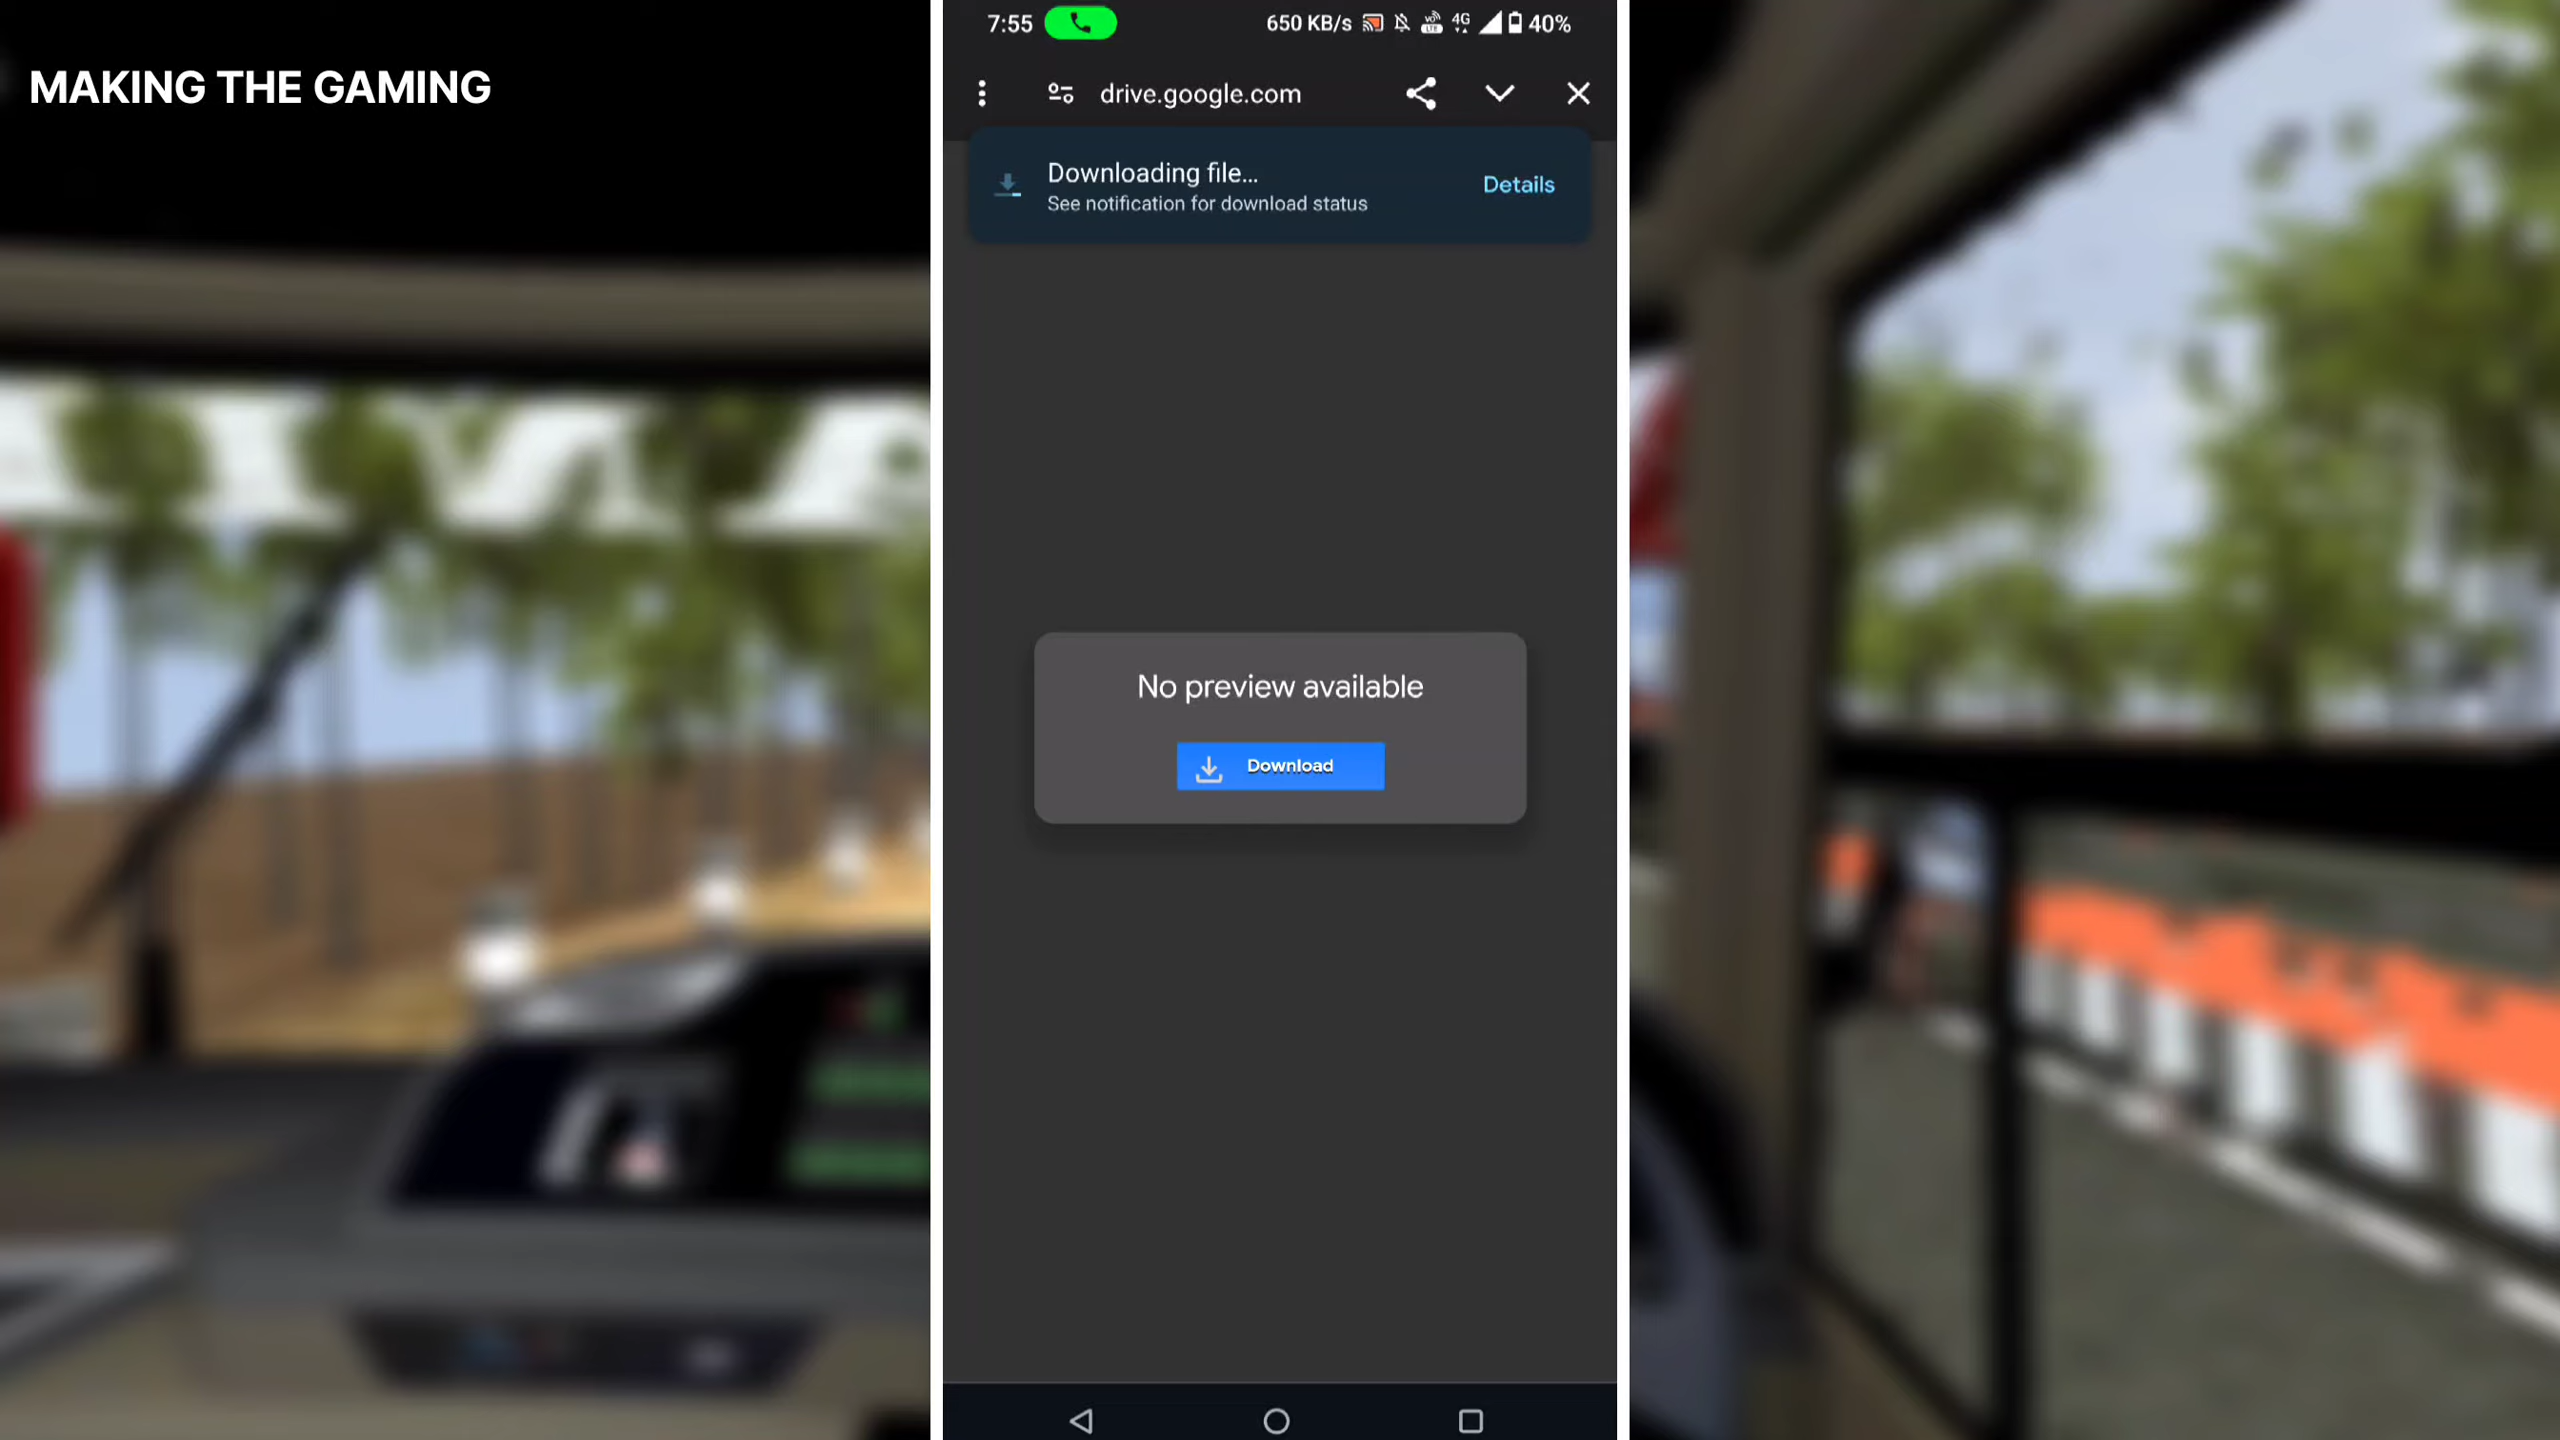 MAKING THE GAMING
7:55
650 KB/s
4G
40%
drive.google.com
Downloading file...
See notification for download status
Details
No preview available
Download